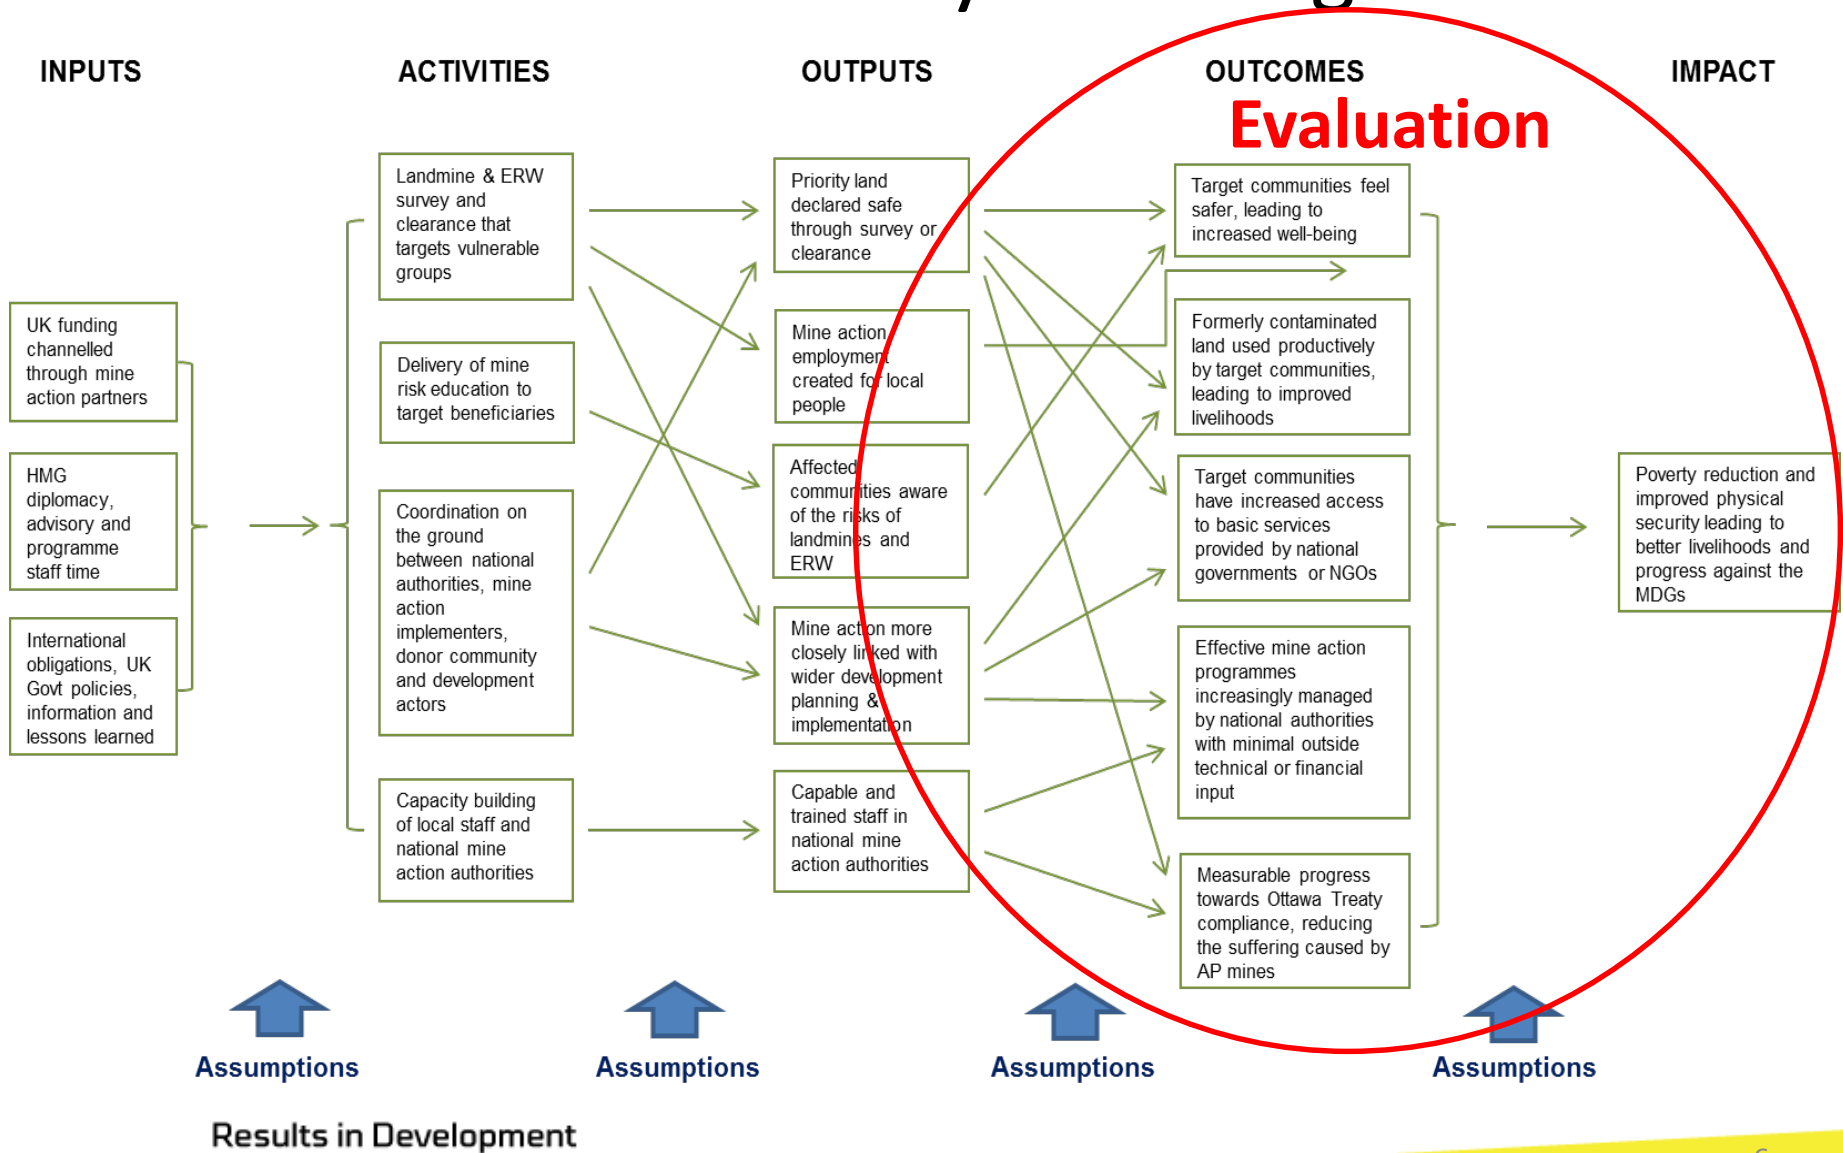 INPUTS
ACTIVITIES
OUTPUTS
OUTCOMES
IMPACT
Evaluation
UK funding
channelled
through mine
action partners
HMG
diplomacy,
advisory and
programme
staff time
International
obligations, UK
Govt policies,
information and
lessons learned
Landmine & ERW
survey and
clearance that
targets vulnerable
groups
Delivery of mine
risk education to
target beneficiaries
Coordination on
the ground
between national
authorities, mine
action
implementers,
donor community
and development
actors
Capacity building
of local staff and
national mine
action authorities
Priority land
declared safe
through survey or
clearance
Mine action
employment
created for local
people
Affected
communities aware
of the risks of
landmines and
ERW
Mine action more
closely linked with
wider development
planning &
implementation
Capable and
trained staff in
national mine
action authorities
Target communities feel
safer, leading to
increased well-being
Formerly contaminated
land used productively
by target communities,
leading to improved
livelihoods
Target communities
have increased access
to basic services
provided by national
governments or NGOs
Effective mine action
programmes
increasingly managed
by national authorities
with minimal outside
technical or financial
input
Measurable progress
towards Ottawa Treaty
compliance, reducing
the suffering caused by
AP mines
Poverty reduction and
improved physical
security leading to
better livelihoods and
progress against the
MDGs
Assumptions
Assumptions
Assumptions
Assumptions
Results in Development